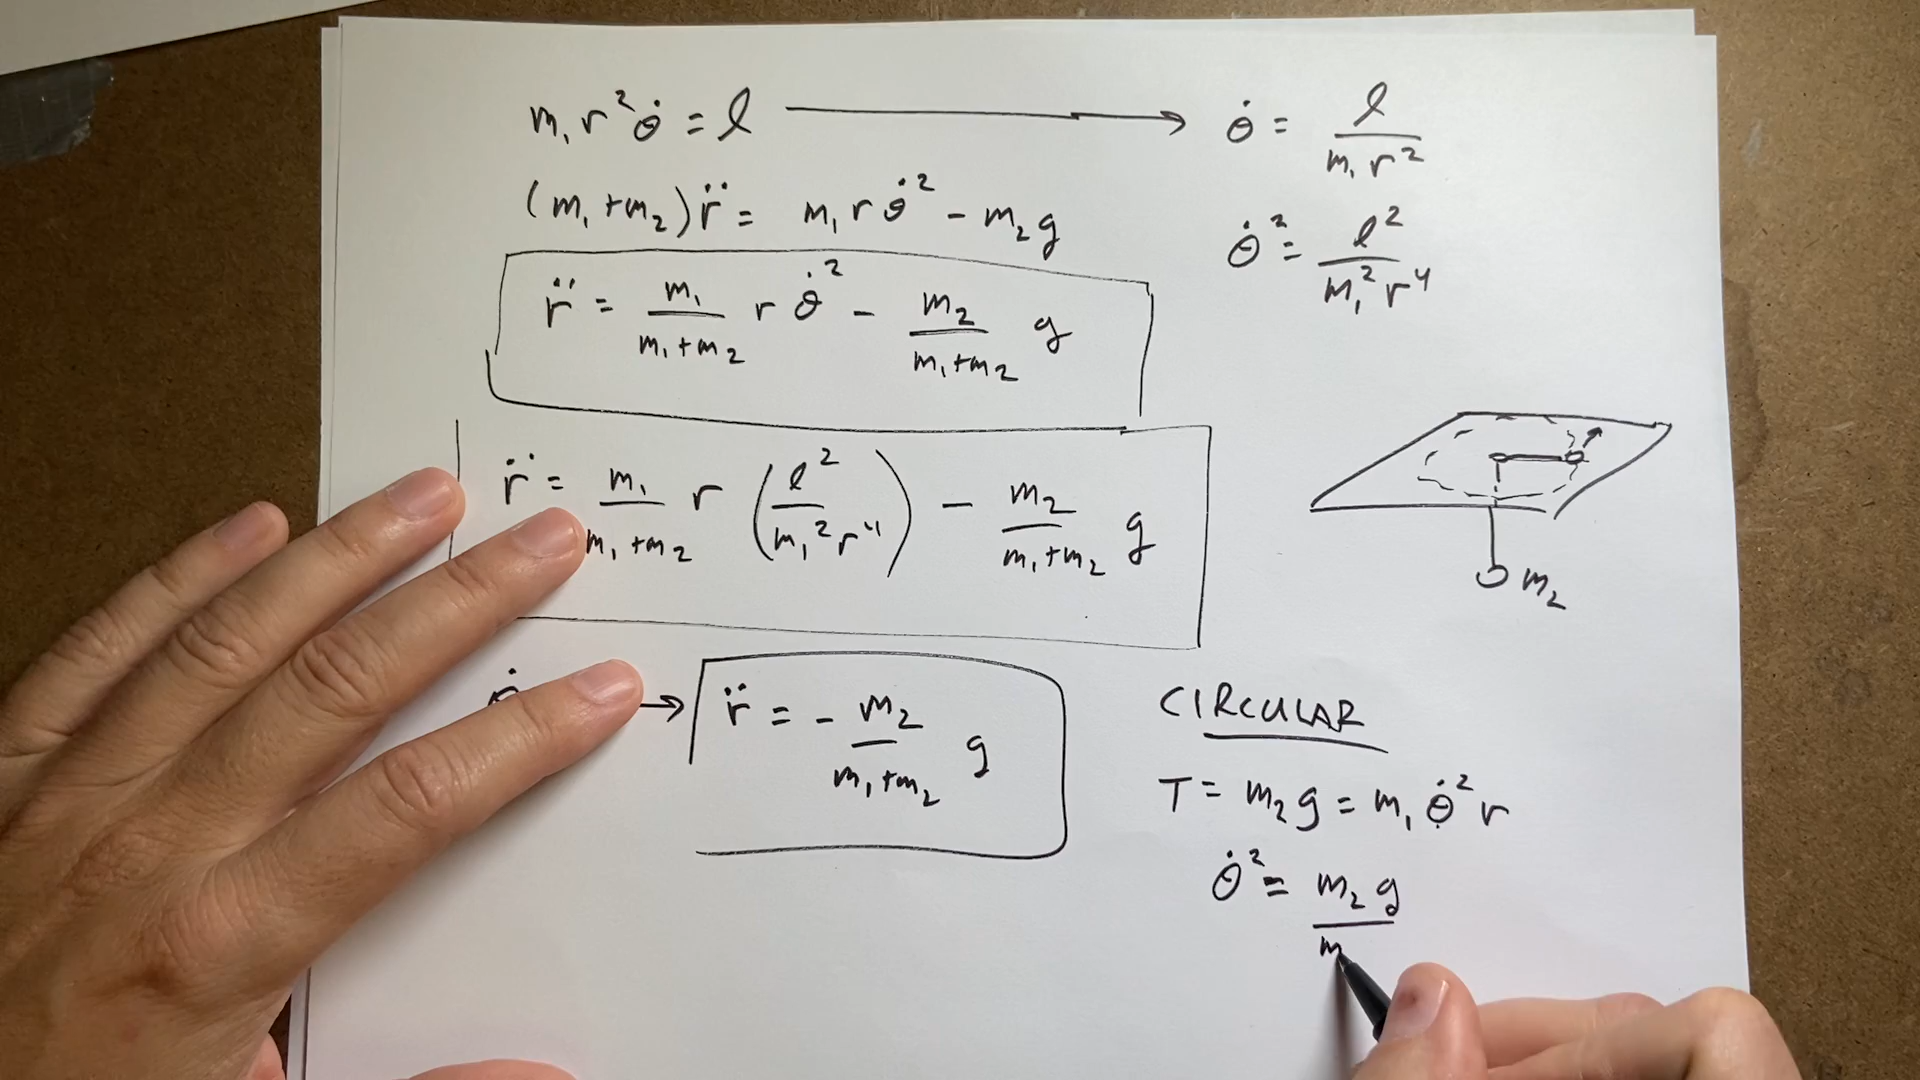 m₁r²θ̇ = ℓ ⟶ θ̇ = ℓ / (m₁r²)
(m₁+m₂)r̈ = m₁rθ̇² - m₂g
θ̇² = ℓ² / (m₁²r⁴)
r̈ = m₁/(m₁+m₂) r θ̇² - m₂/(m₁+m₂) g
r̈ = m₁/(m₁+m₂) r (ℓ²/(m₁²r⁴)) - m₂/(m₁+m₂) g
m₂
→ r̈ = - m₂/(m₁+m₂) g
CIRCULAR
T = m₂g = m₁θ̇²r
θ̇² = m₂g / m